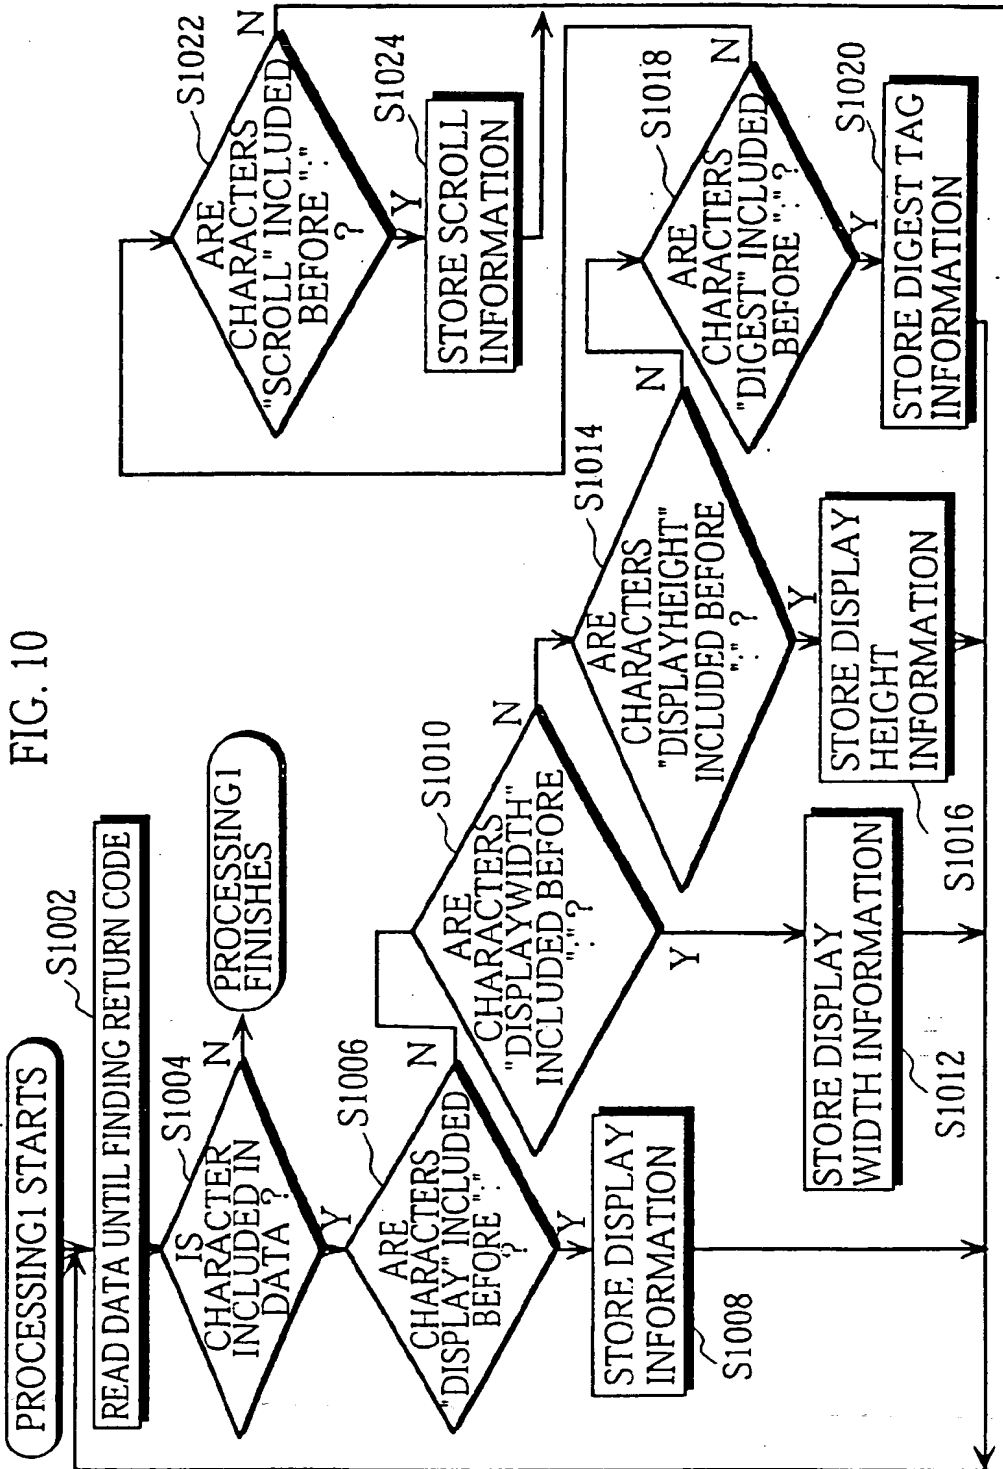 FIG. 10
PROCESSING1 STARTS
S1002
READ DATA UNTIL FINDING RETURN CODE
S1004
IS
CHARACTER
INCLUDED IN
DATA ?
N
PROCESSING1
FINISHES
Y
S1006
ARE
CHARACTERS
"DISPLAY" INCLUDED
BEFORE ":"
?
N
Y
STORE DISPLAY
INFORMATION
S1008
S1010
ARE
CHARACTERS
"DISPLAYWIDTH"
INCLUDED BEFORE
":" ?
N
Y
STORE DISPLAY
WIDTH INFORMATION
S1012
S1014
ARE
CHARACTERS
"DISPLAYHEIGHT"
INCLUDED BEFORE
":" ?
N
Y
STORE DISPLAY
HEIGHT
INFORMATION
S1016
S1018
ARE
CHARACTERS
"DIGEST" INCLUDED
BEFORE ":" ?
N
Y
S1020
STORE DIGEST TAG
INFORMATION
S1022
ARE
CHARACTERS
"SCROLL" INCLUDED
BEFORE ":"
?
N
Y
S1024
STORE SCROLL
INFORMATION